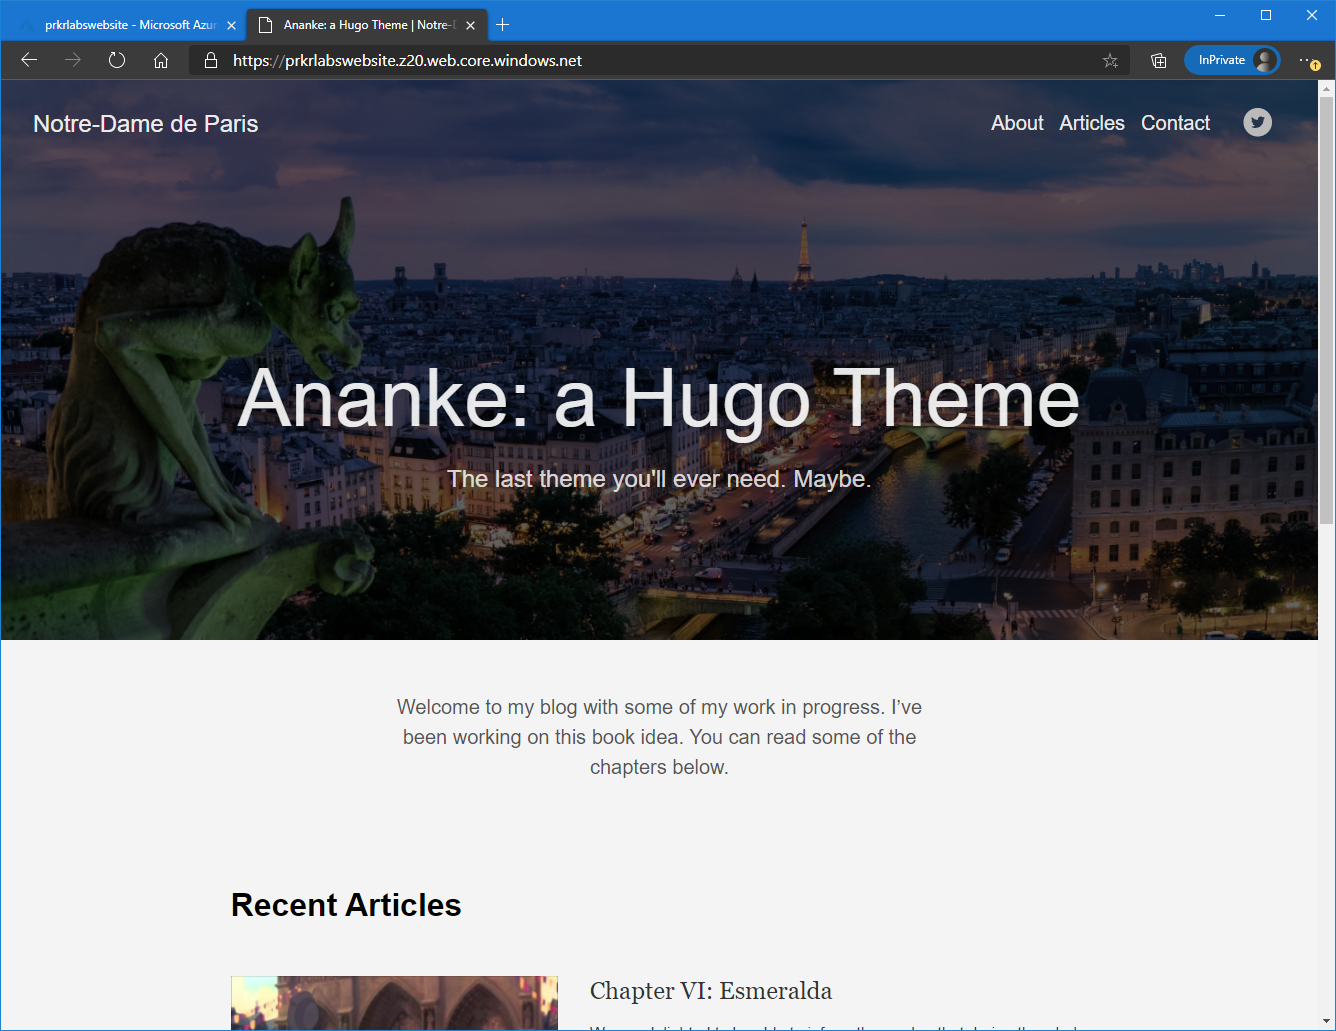 prkrlabswebsite - Microsoft Azur
Ananke: a Hugo Theme | Notre-D
https://prkrlabswebsite.z20.web.core.windows.net
InPrivate
Notre-Dame de Paris
About Articles Contact
Ananke: a Hugo Theme
The last theme you'll ever need. Maybe.
Welcome to my blog with some of my work in progress. I’ve
been working on this book idea. You can read some of the
chapters below.
Recent Articles
Chapter VI: Esmeralda